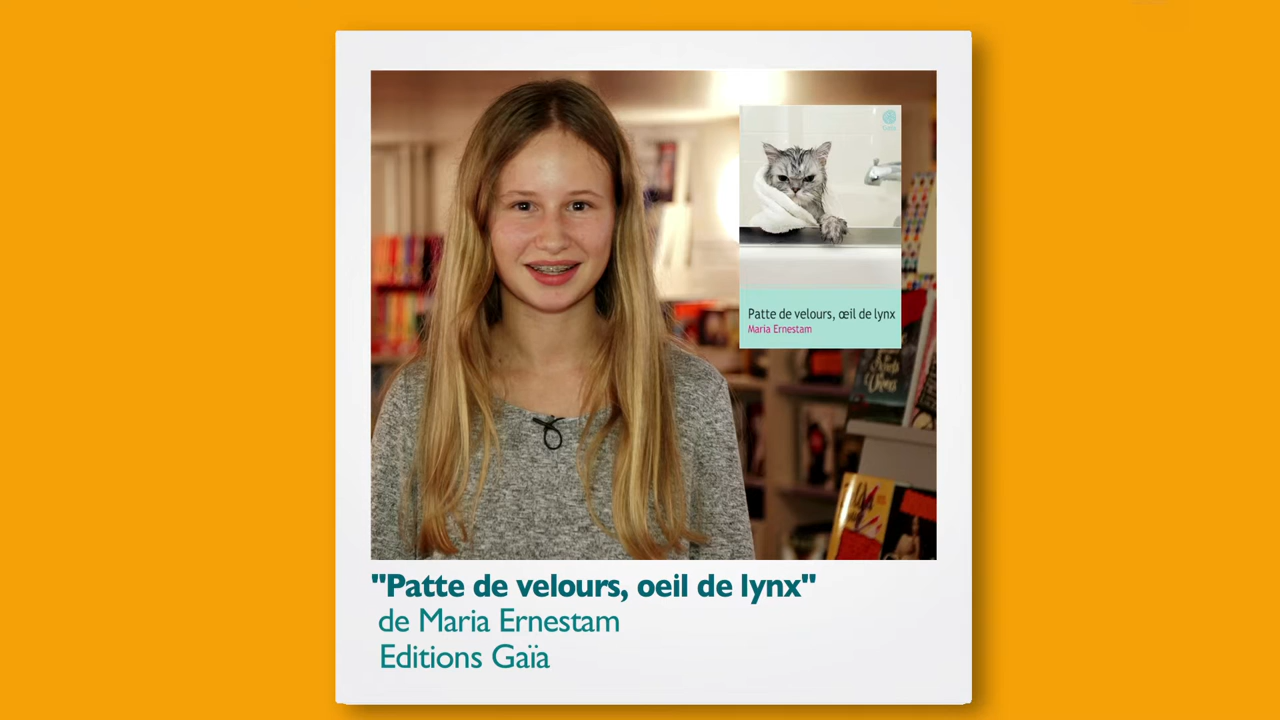 Patte de velours, œil de lynx
Maria Ernestam
"Patte de velours, oeil de lynx"
de Maria Ernestam
Editions Gaïa